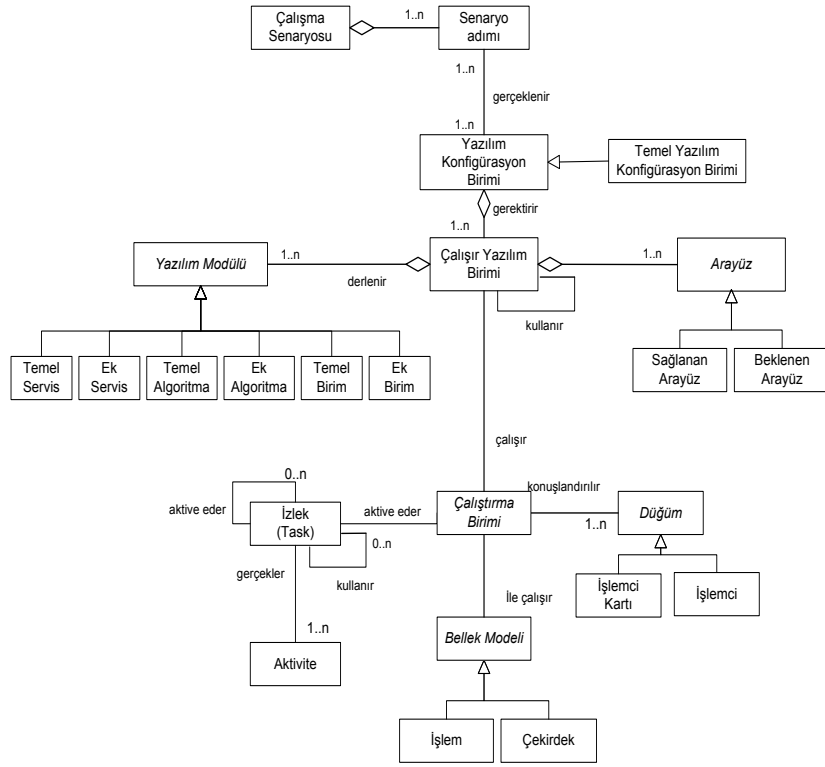 Çalışma
Senaryosu
1..n
Senaryo
adımı
1..n
gerçeklenir
1..n
Yazılım
Konfigürasyon
Birimi
Temel Yazılım
Konfigürasyon Birimi
gerektirir
1..n
Yazılım Modülü
1..n
derlenir
Çalışır Yazılım
Birimi
1..n
Arayüz
kullanır
Temel
Servis
Ek
Servis
Temel
Algoritma
Ek
Algoritma
Temel
Birim
Ek
Birim
Sağlanan
Arayüz
Beklenen
Arayüz
çalışır
0..n
aktive eder
İzlek
(Task)
aktive eder
0..n
kullanır
gerçekler
1..n
Aktivite
Çalıştırma
Birimi
konuşlandırılır
1..n
Düğüm
İşlemci
Kartı
İşlemci
İle çalışır
Bellek Modeli
İşlem
Çekirdek